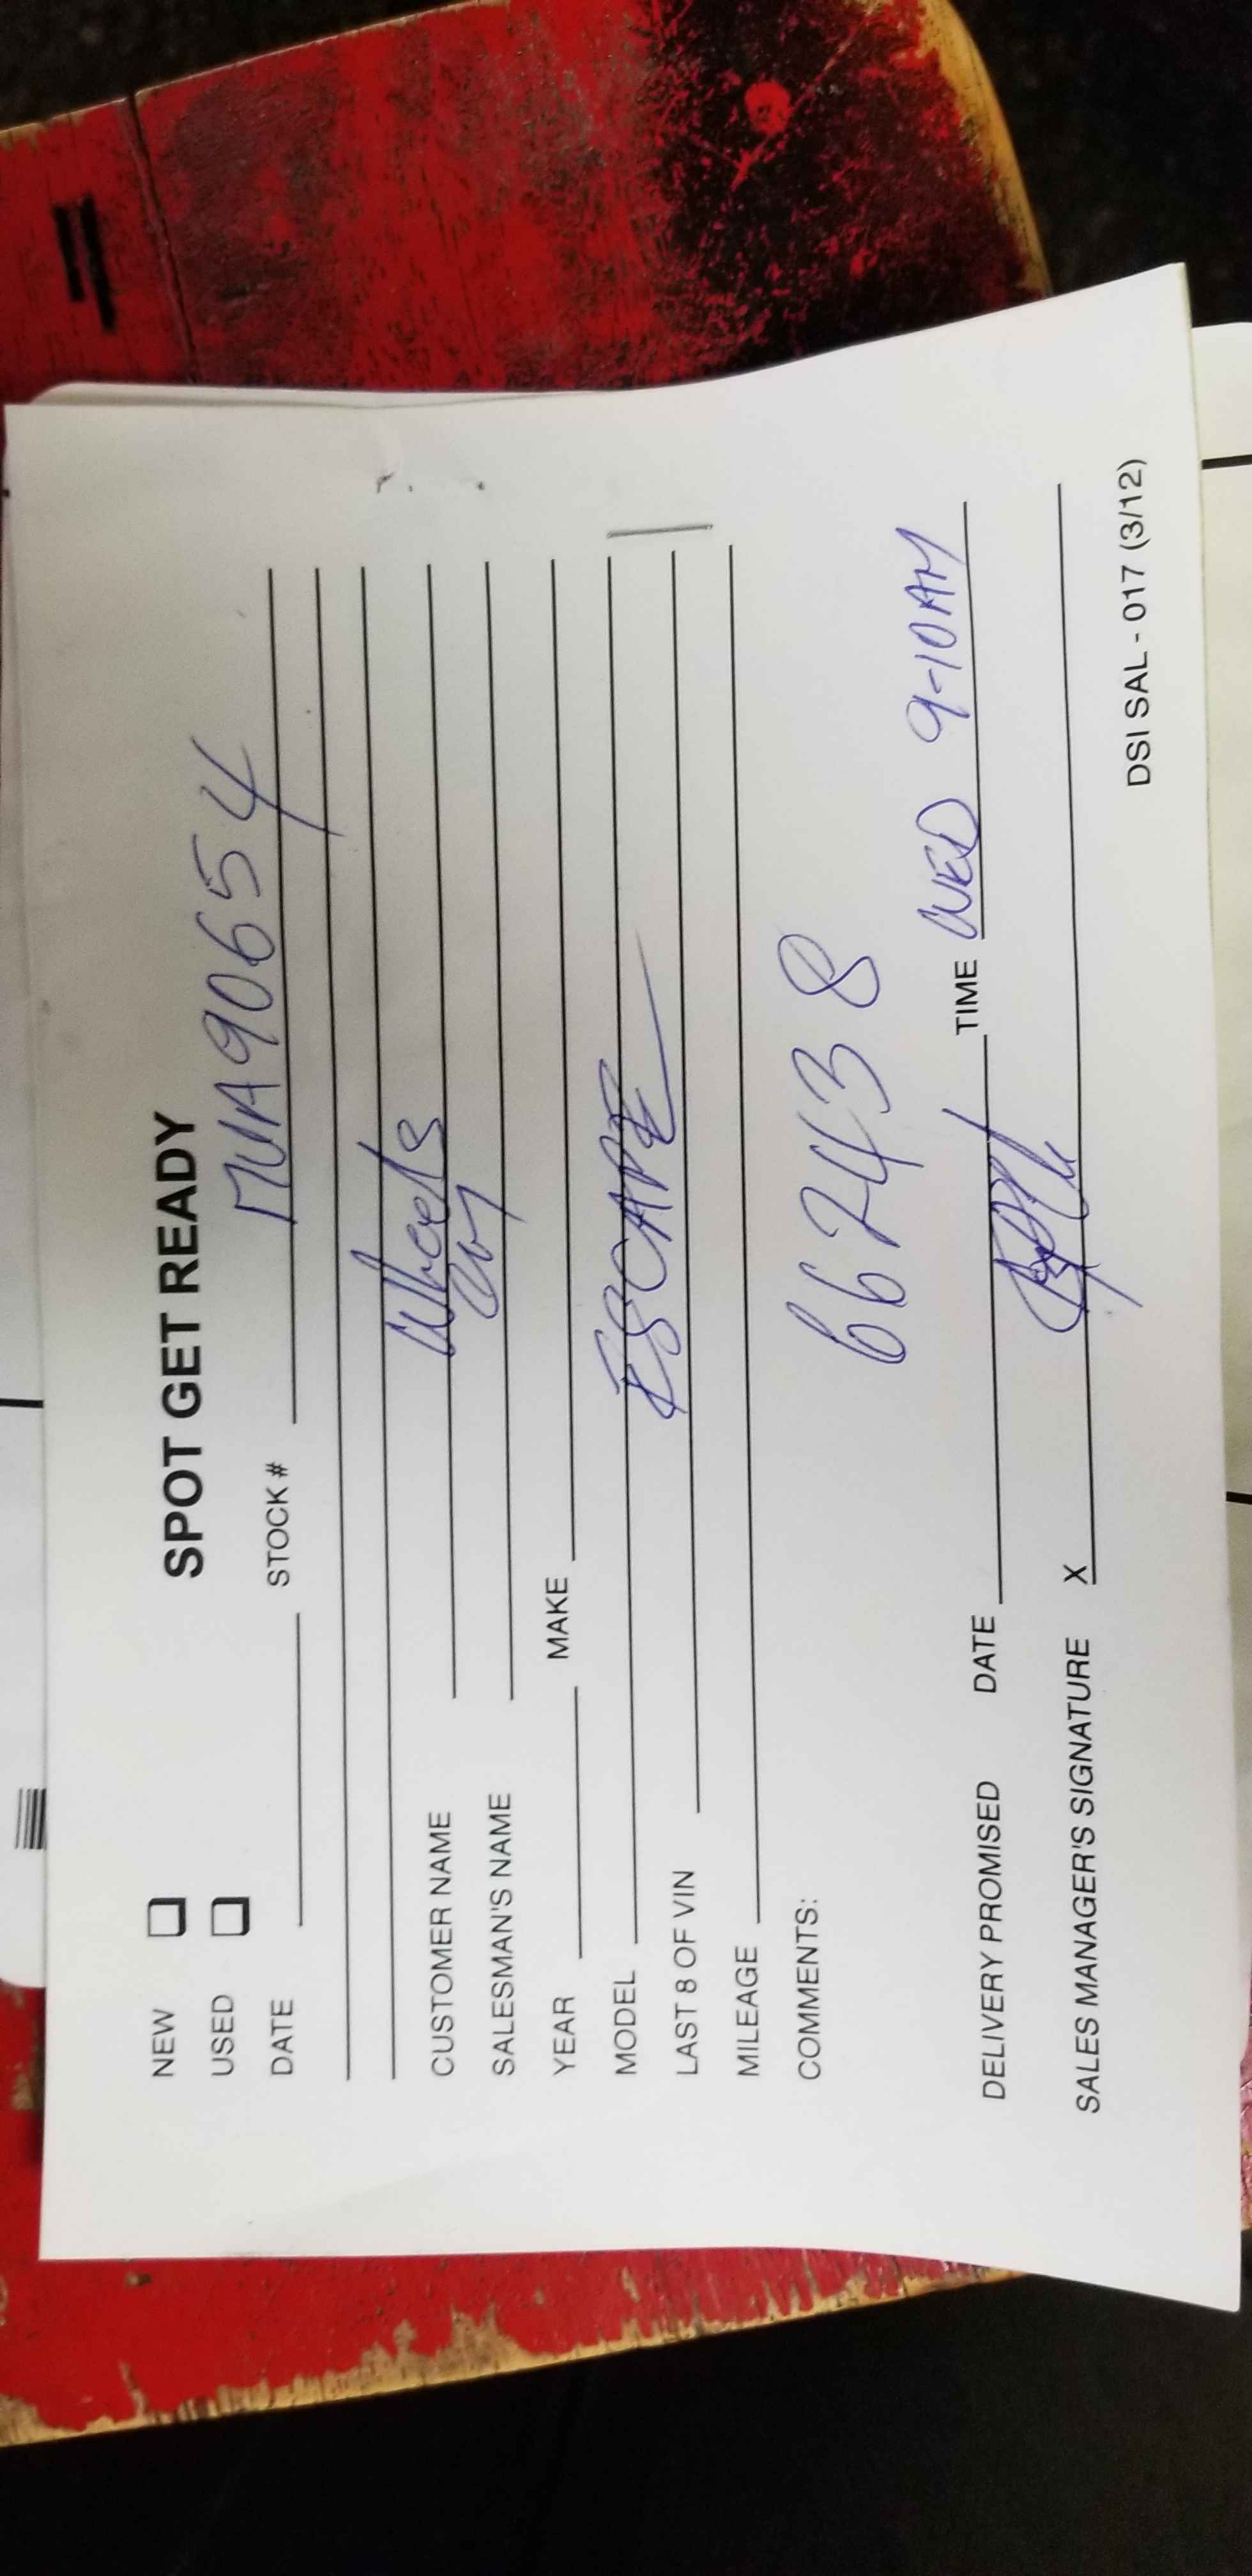 NEW
SPOT GET READY
USED
DATE STOCK # MUA90654
Wheels
CUSTOMER NAME
SALESMAN'S NAME
YEAR MAKE
MODEL ESCAPE
LAST 8 OF VIN
MILEAGE
COMMENTS:
667438
DELIVERY PROMISED DATE TIME WED 9-10AM
SALES MANAGER'S SIGNATURE X
DSI SAL - 017 (3/12)